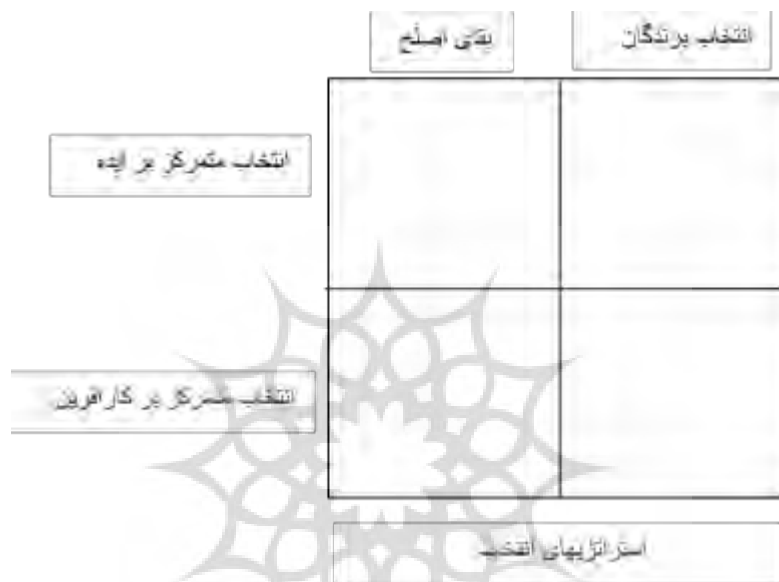 انتخاب برندگان
بقای اصلح
انتخاب متمرکز بر ایده
انتخاب متمرکز بر کارآفرین
استراتژیهای انتخاب